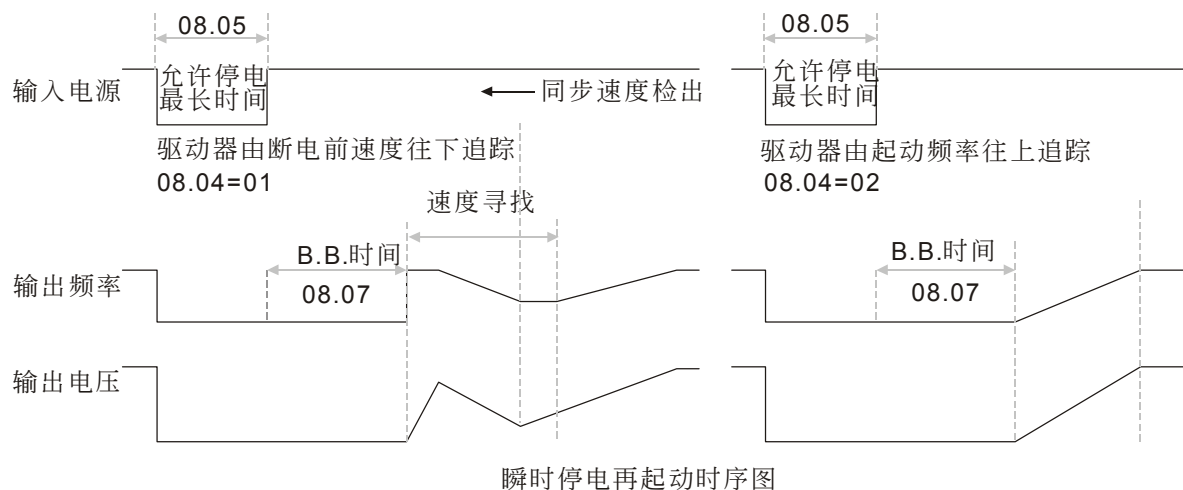 08.05
08.05
输入电源
允许停电
最长时间
同步速度检出
允许停电
最长时间
驱动器由断电前速度往下追踪
08.04=01
驱动器由起动频率往上追踪
08.04=02
速度寻找
输出频率
B.B.时间
08.07
B.B.时间
08.07
输出电压
瞬时停电再起动时序图